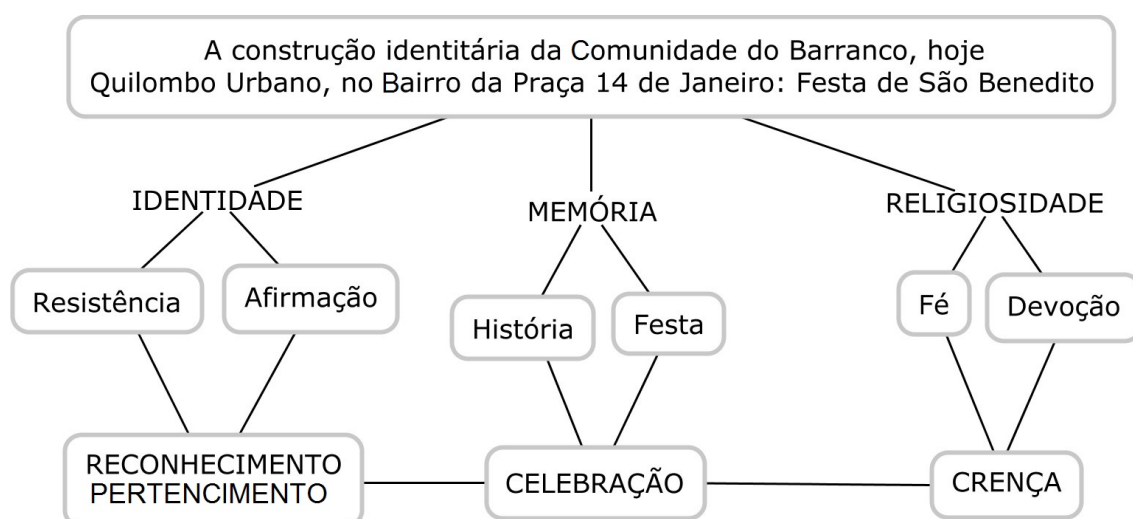 A construção identitária da Comunidade do Barranco, hoje
Quilombo Urbano, no Bairro da Praça 14 de Janeiro: Festa de São Benedito
IDENTIDADE
MEMÓRIA
RELIGIOSIDADE
Resistência
Afirmação
História
Festa
Fé
Devoção
RECONHECIMENTO
PERTENCIMENTO
CELEBRAÇÃO
CRENÇA